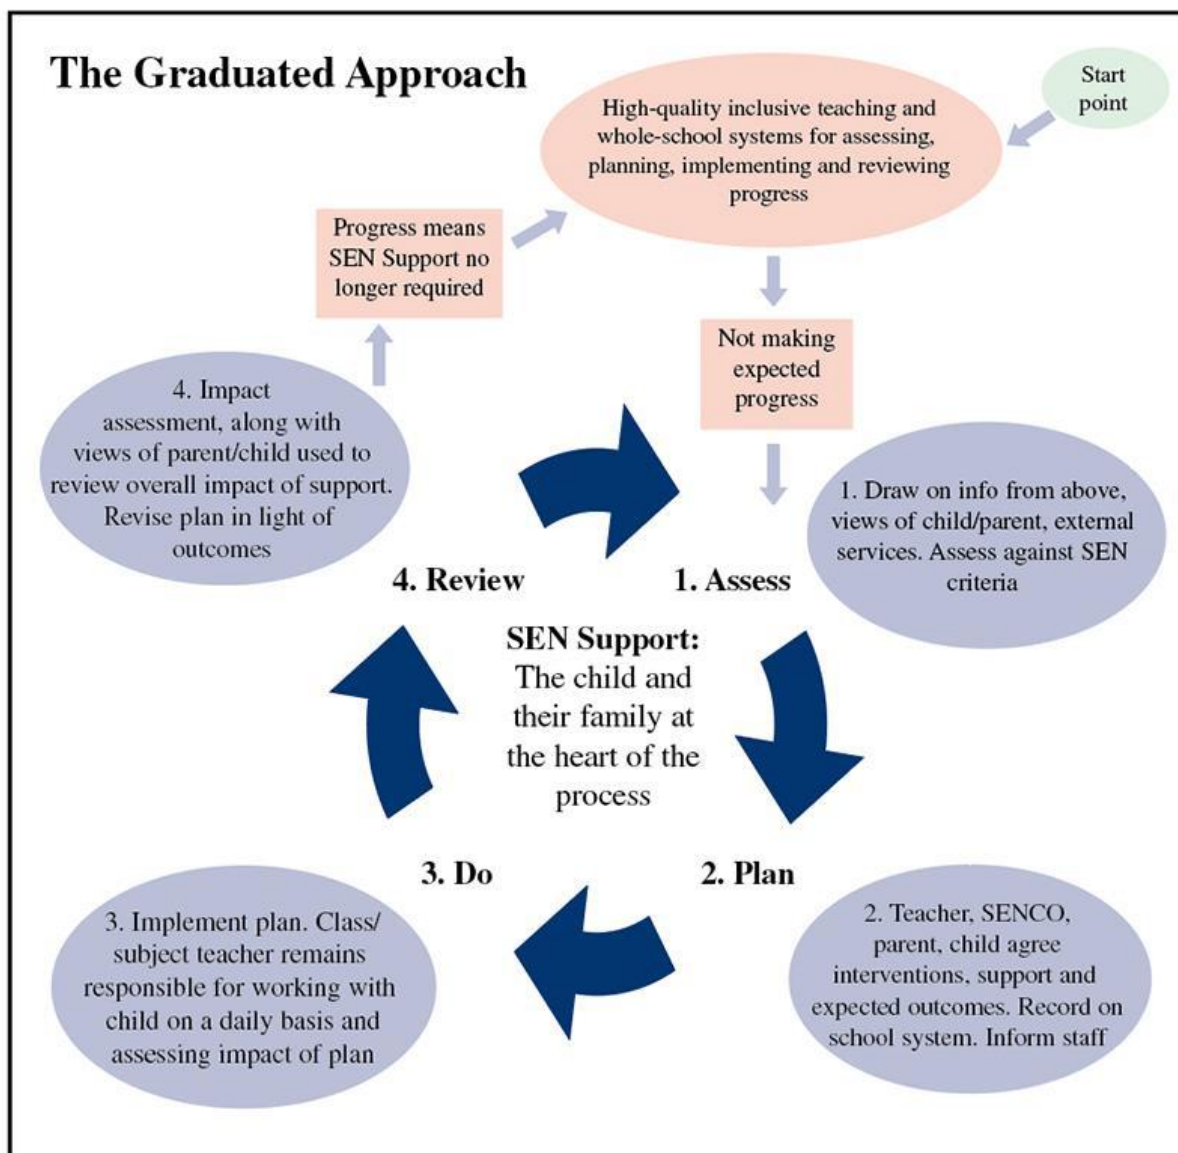 The Graduated Approach
Start
point
High-quality inclusive teaching and
whole-school systems for assessing,
planning, implementing and reviewing
progress
Progress means
SEN Support no
longer required
Not making
expected
progress
4. Impact
assessment, along with
views of parent/child used to
review overall impact of support.
Revise plan in light of
outcomes
1. Draw on info from above,
views of child/parent, external
services. Assess against SEN
criteria
4. Review
1. Assess
SEN Support:
The child and
their family at
the heart of the
process
3. Do
2. Plan
3. Implement plan. Class/
subject teacher remains
responsible for working with
child on a daily basis and
assessing impact of plan
2. Teacher, SENCO,
parent, child agree
interventions, support and
expected outcomes. Record on
school system. Inform staff